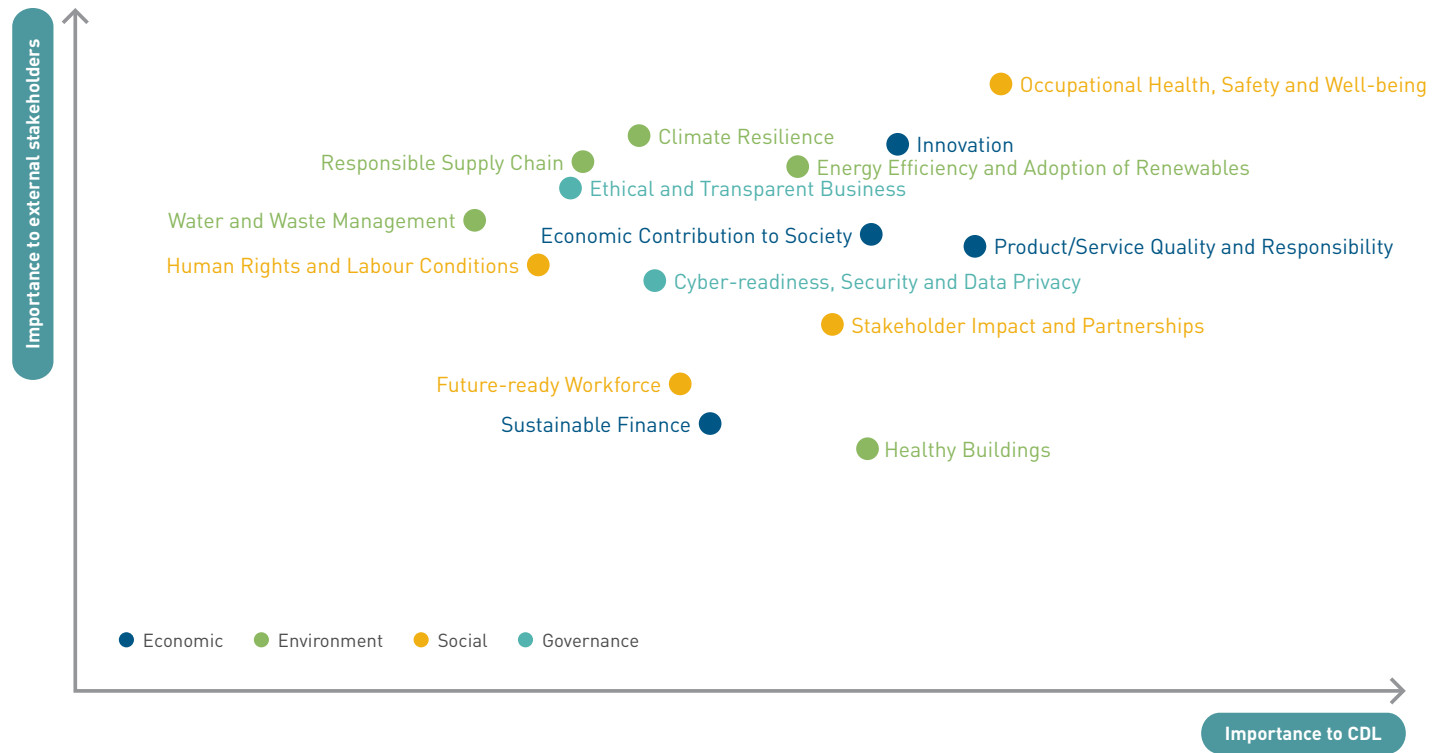 Importance to external stakeholders
Occupational Health, Safety and Well-being
Climate Resilience
Innovation
Responsible Supply Chain
Energy Efficiency and Adoption of Renewables
Ethical and Transparent Business
Water and Waste Management
Economic Contribution to Society
Product/Service Quality and Responsibility
Human Rights and Labour Conditions
Cyber-readiness, Security and Data Privacy
Stakeholder Impact and Partnerships
Future-ready Workforce
Sustainable Finance
Healthy Buildings
Economic Environment Social Governance
Importance to CDL